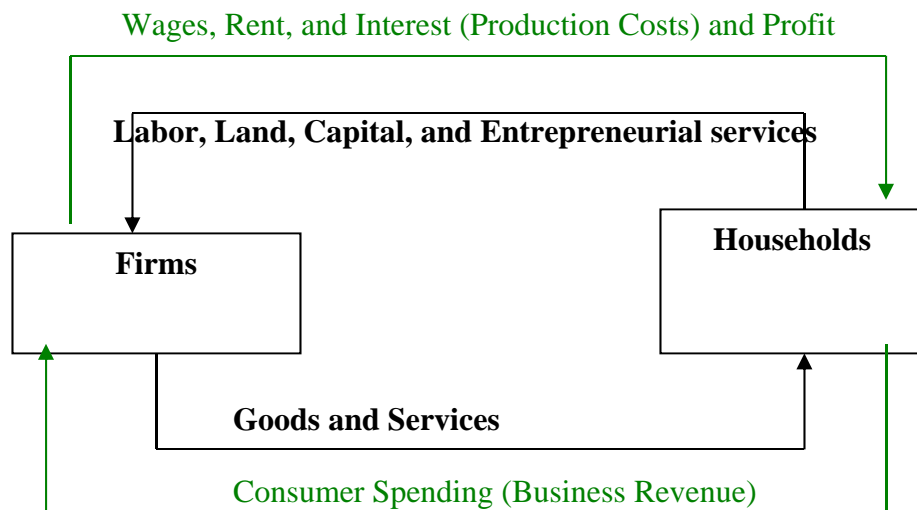 Wages, Rent, and Interest (Production Costs) and Profit
Labor, Land, Capital, and Entrepreneurial services
Households
Firms
Goods and Services
Consumer Spending (Business Revenue)